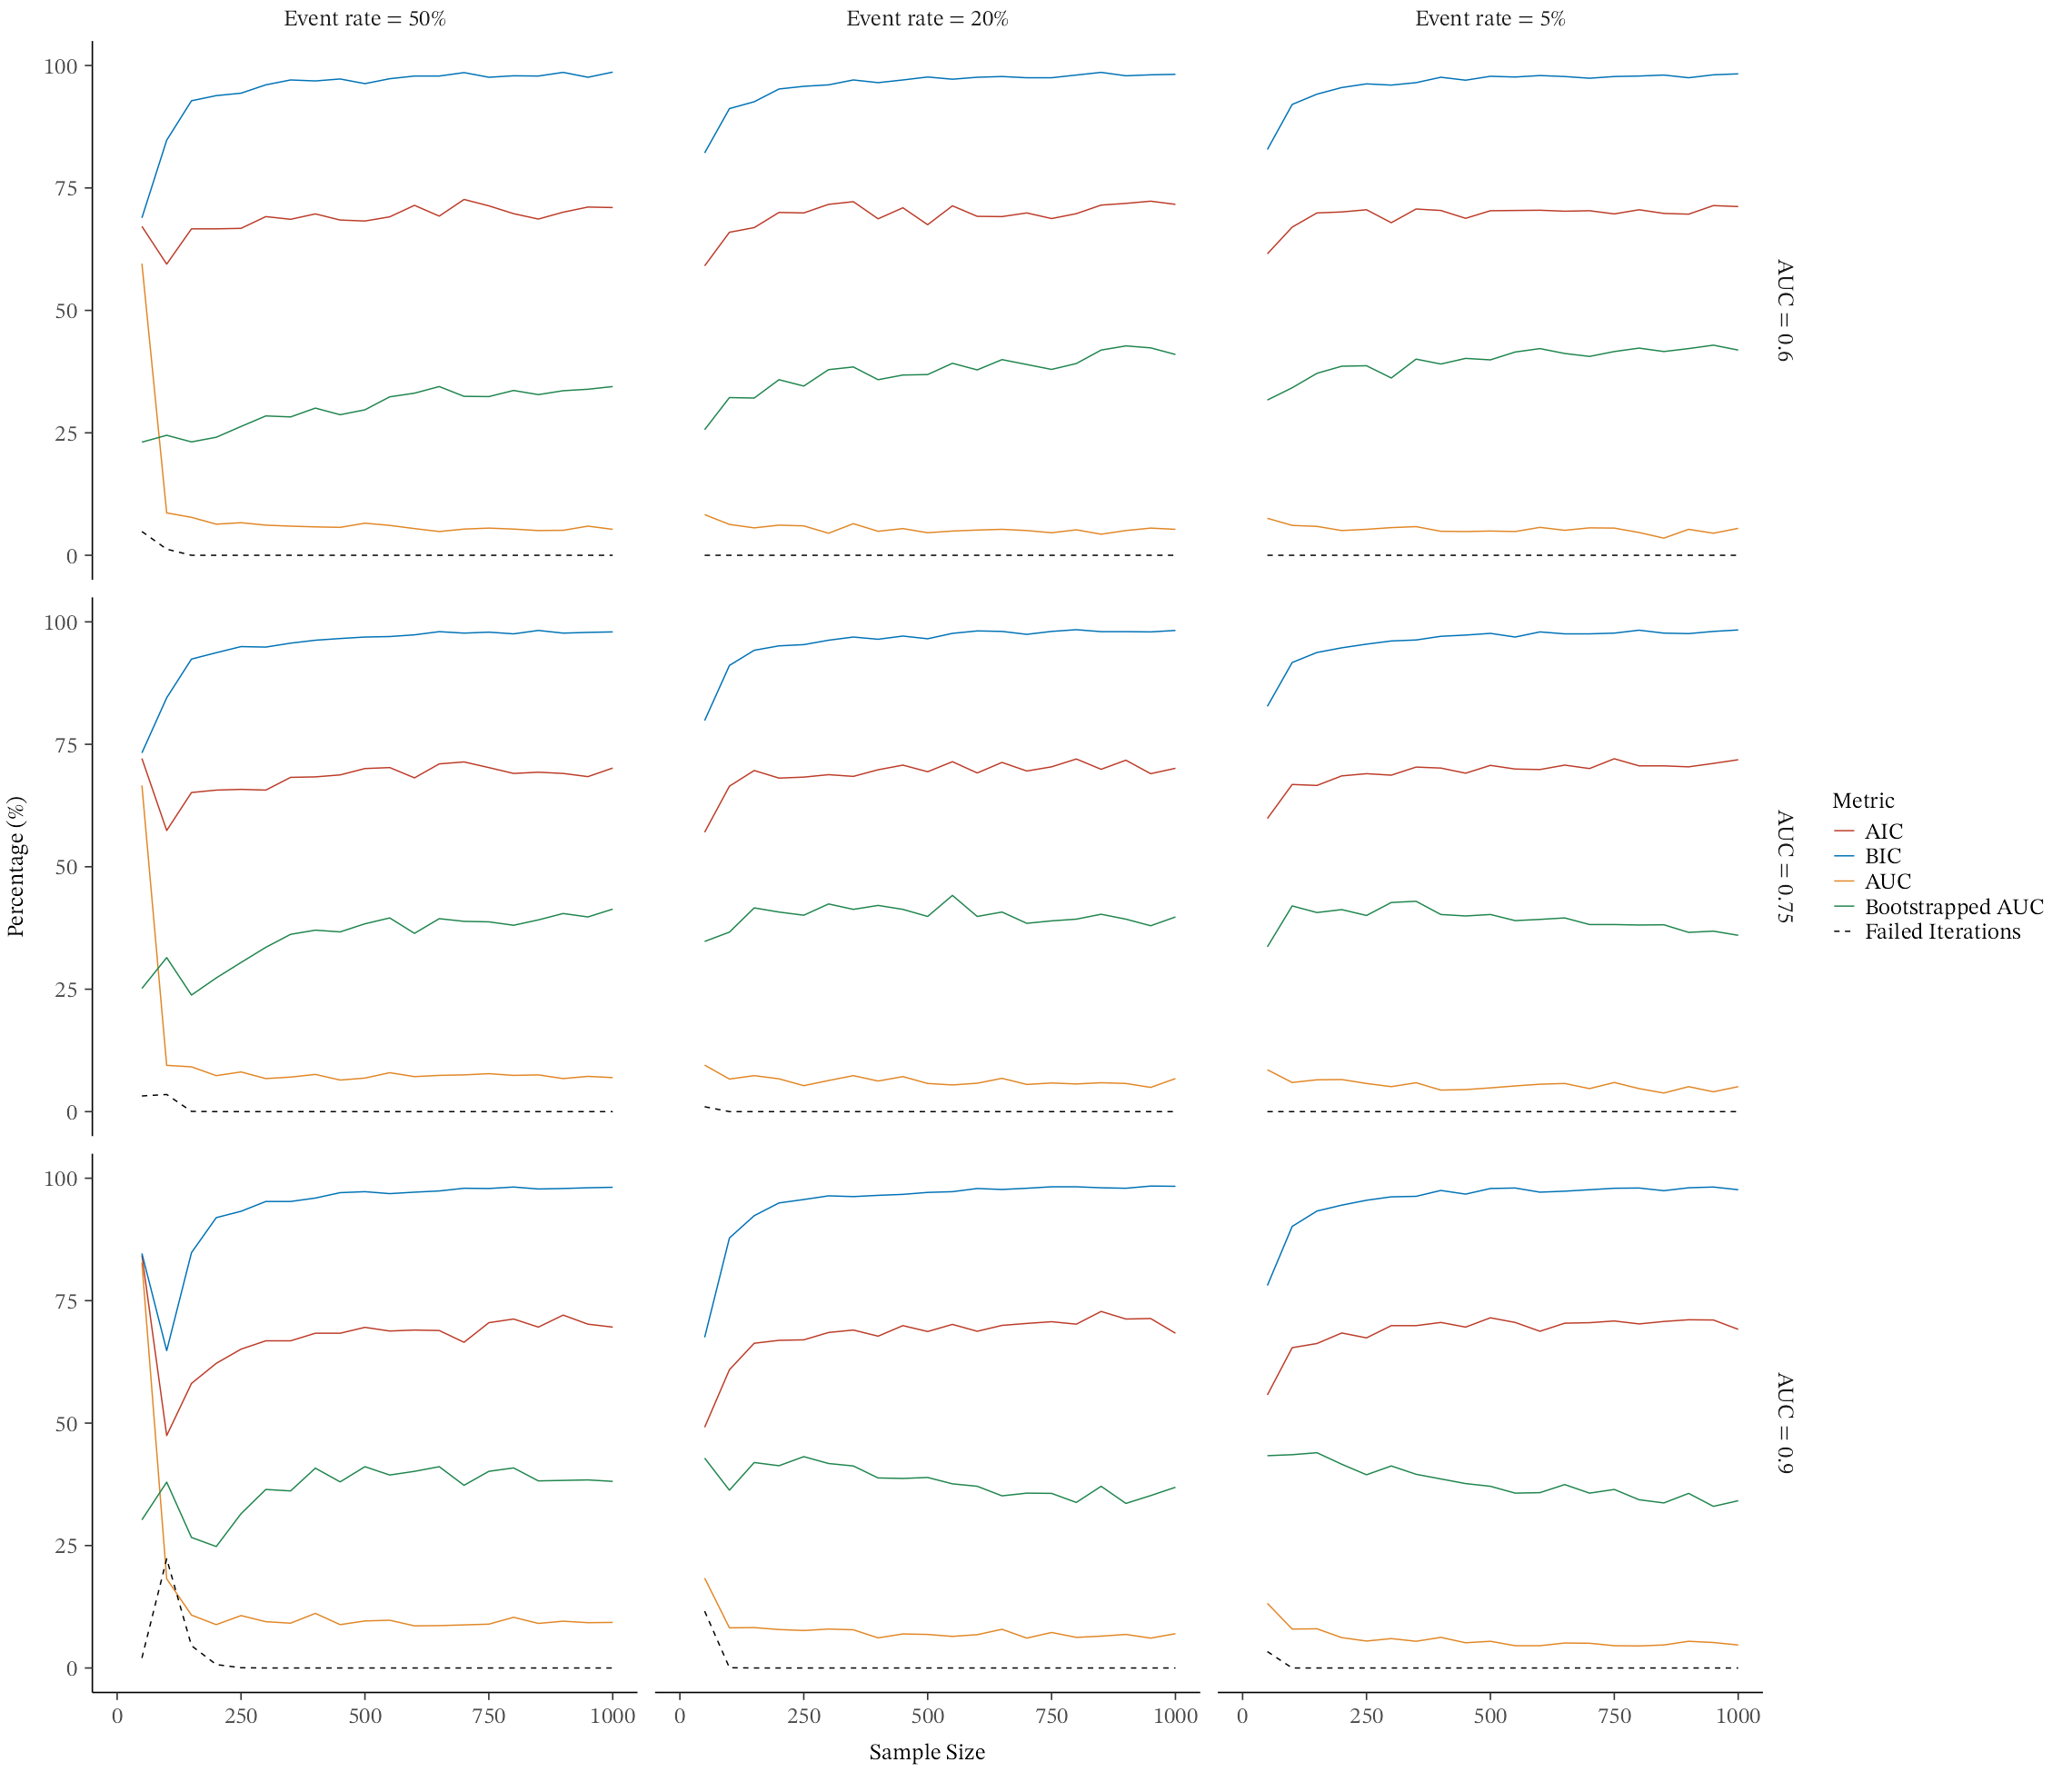 Event rate = 50%
Event rate = 20%
Event rate = 5%
100
75
50
25
0
AUC = 0.6
100
75
50
25
0
AUC = 0.75
100
75
50
25
0
AUC = 0.9
Percentage (%)
0 250 500 750 1000
0 250 500 750 1000
0 250 500 750 1000
Sample Size
Metric
AIC
BIC
AUC
Bootstrapped AUC
Failed Iterations